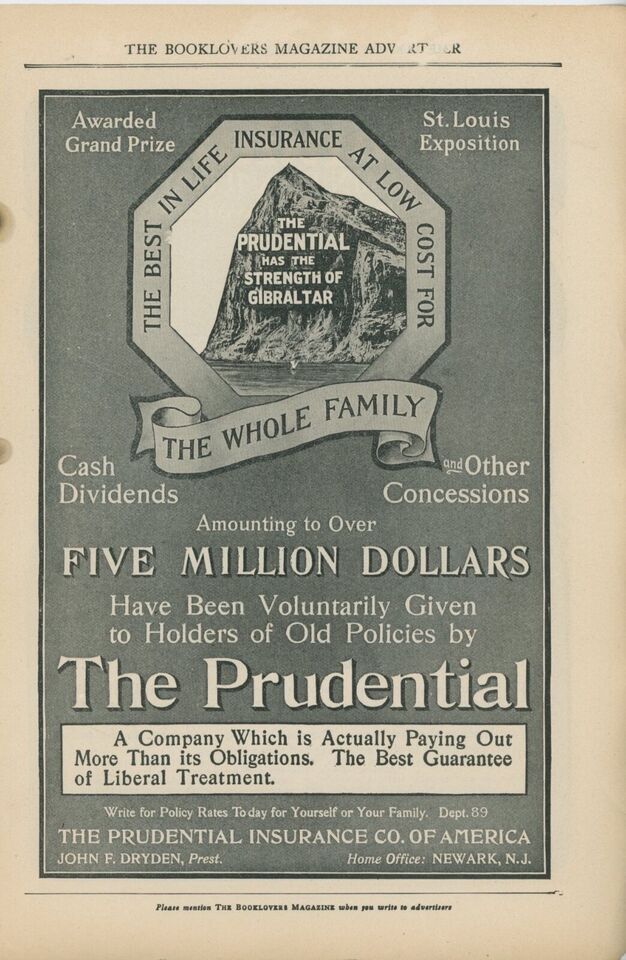 THE BOOKLOVERS MAGAZINE
Awarded
Grand Prize
St. Louis
Exposition
THE BEST IN LIFE INSURANCE AT LOW COST FOR
THE
PRUDENTIAL
HAS THE
STRENGTH OF
GIBRALTAR
THE WHOLE FAMILY
Cash
Dividends
and Other
Concessions
Amounting to Over
FIVE MILLION DOLLARS
Have Been Voluntarily Given
to Holders of Old Policies by
The Prudential
A Company Which is Actually Paying Out
More Than its Obligations. The Best Guarantee
of Liberal Treatment.
Write for Policy Rates Today for Yourself or Your Family. Dept. 89
THE PRUDENTIAL INSURANCE CO. OF AMERICA
JOHN F. DRYDEN, Prest.
Home Office: NEWARK, N.J.
Please mention THE BOOKLOVERS MAGAZINE when you write to advertisers